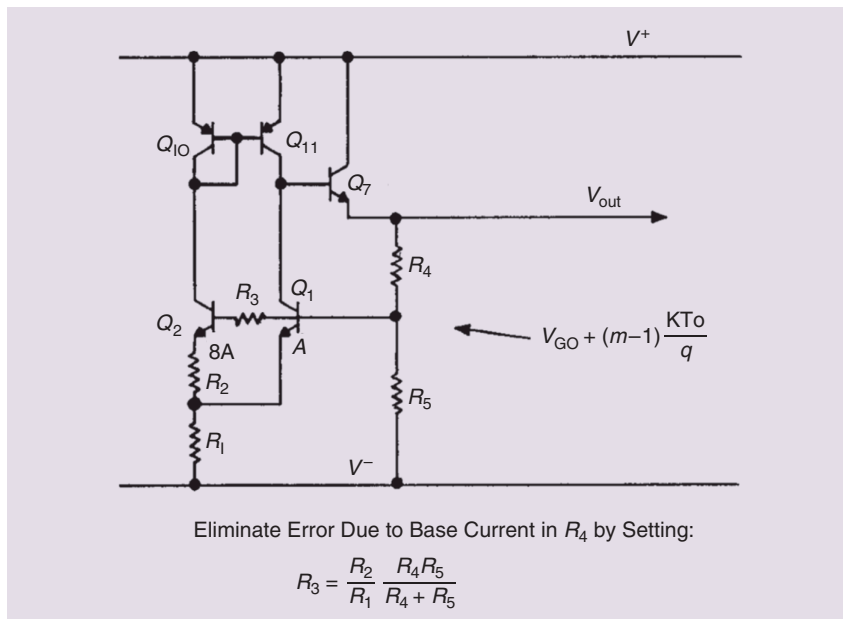 V+
Q10
Q11
Q7
Vout
R4
R3
Q1
Q2
8A
A
VGO + (m–1) KTo/q
R2
R5
RI
V–
Eliminate Error Due to Base Current in R4 by Setting:
R3 = R2/R1 R4R5/R4 + R5